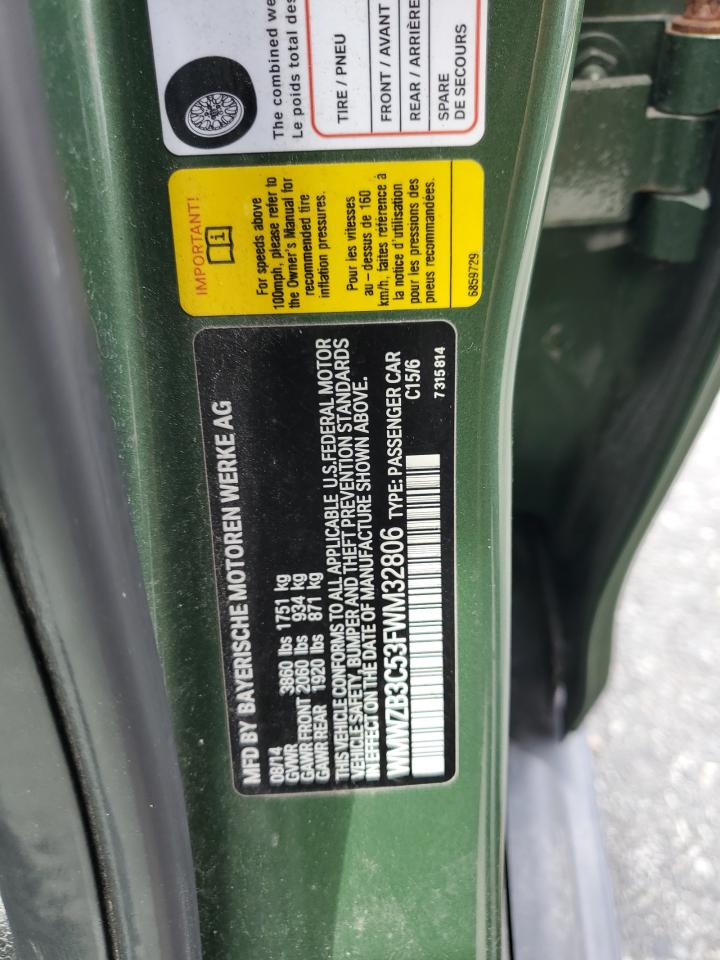 The combined we
Le poids total des
TIRE / PNEU
FRONT / AVANT
REAR / ARRIÈRE
SPARE
DE SECOURS
IMPORTANT!
i
For speeds above
100mph, please refer to
the Owner's Manual for
recommended tire
inflation pressures.
Pour les vitesses
au – dessus de 160
km/h, faites référence à
la notice d'utilisation
pour les pressions des
pneus recommandées.
6859729
MFD BY BAYERISCHE MOTOREN WERKE AG
08/14
GVWR 3860 lbs 1751 kg
GAWR FRONT 2060 lbs 934 kg
GAWR REAR 1920 lbs 871 kg
THIS VEHICLE CONFORMS TO ALL APPLICABLE U.S.FEDERAL MOTOR
VEHICLE SAFETY, BUMPER AND THEFT PREVENTION STANDARDS
IN EFFECT ON THE DATE OF MANUFACTURE SHOWN ABOVE.
WMWZB3C53FWM32806 TYPE: PASSENGER CAR
C15/6
7 315 814